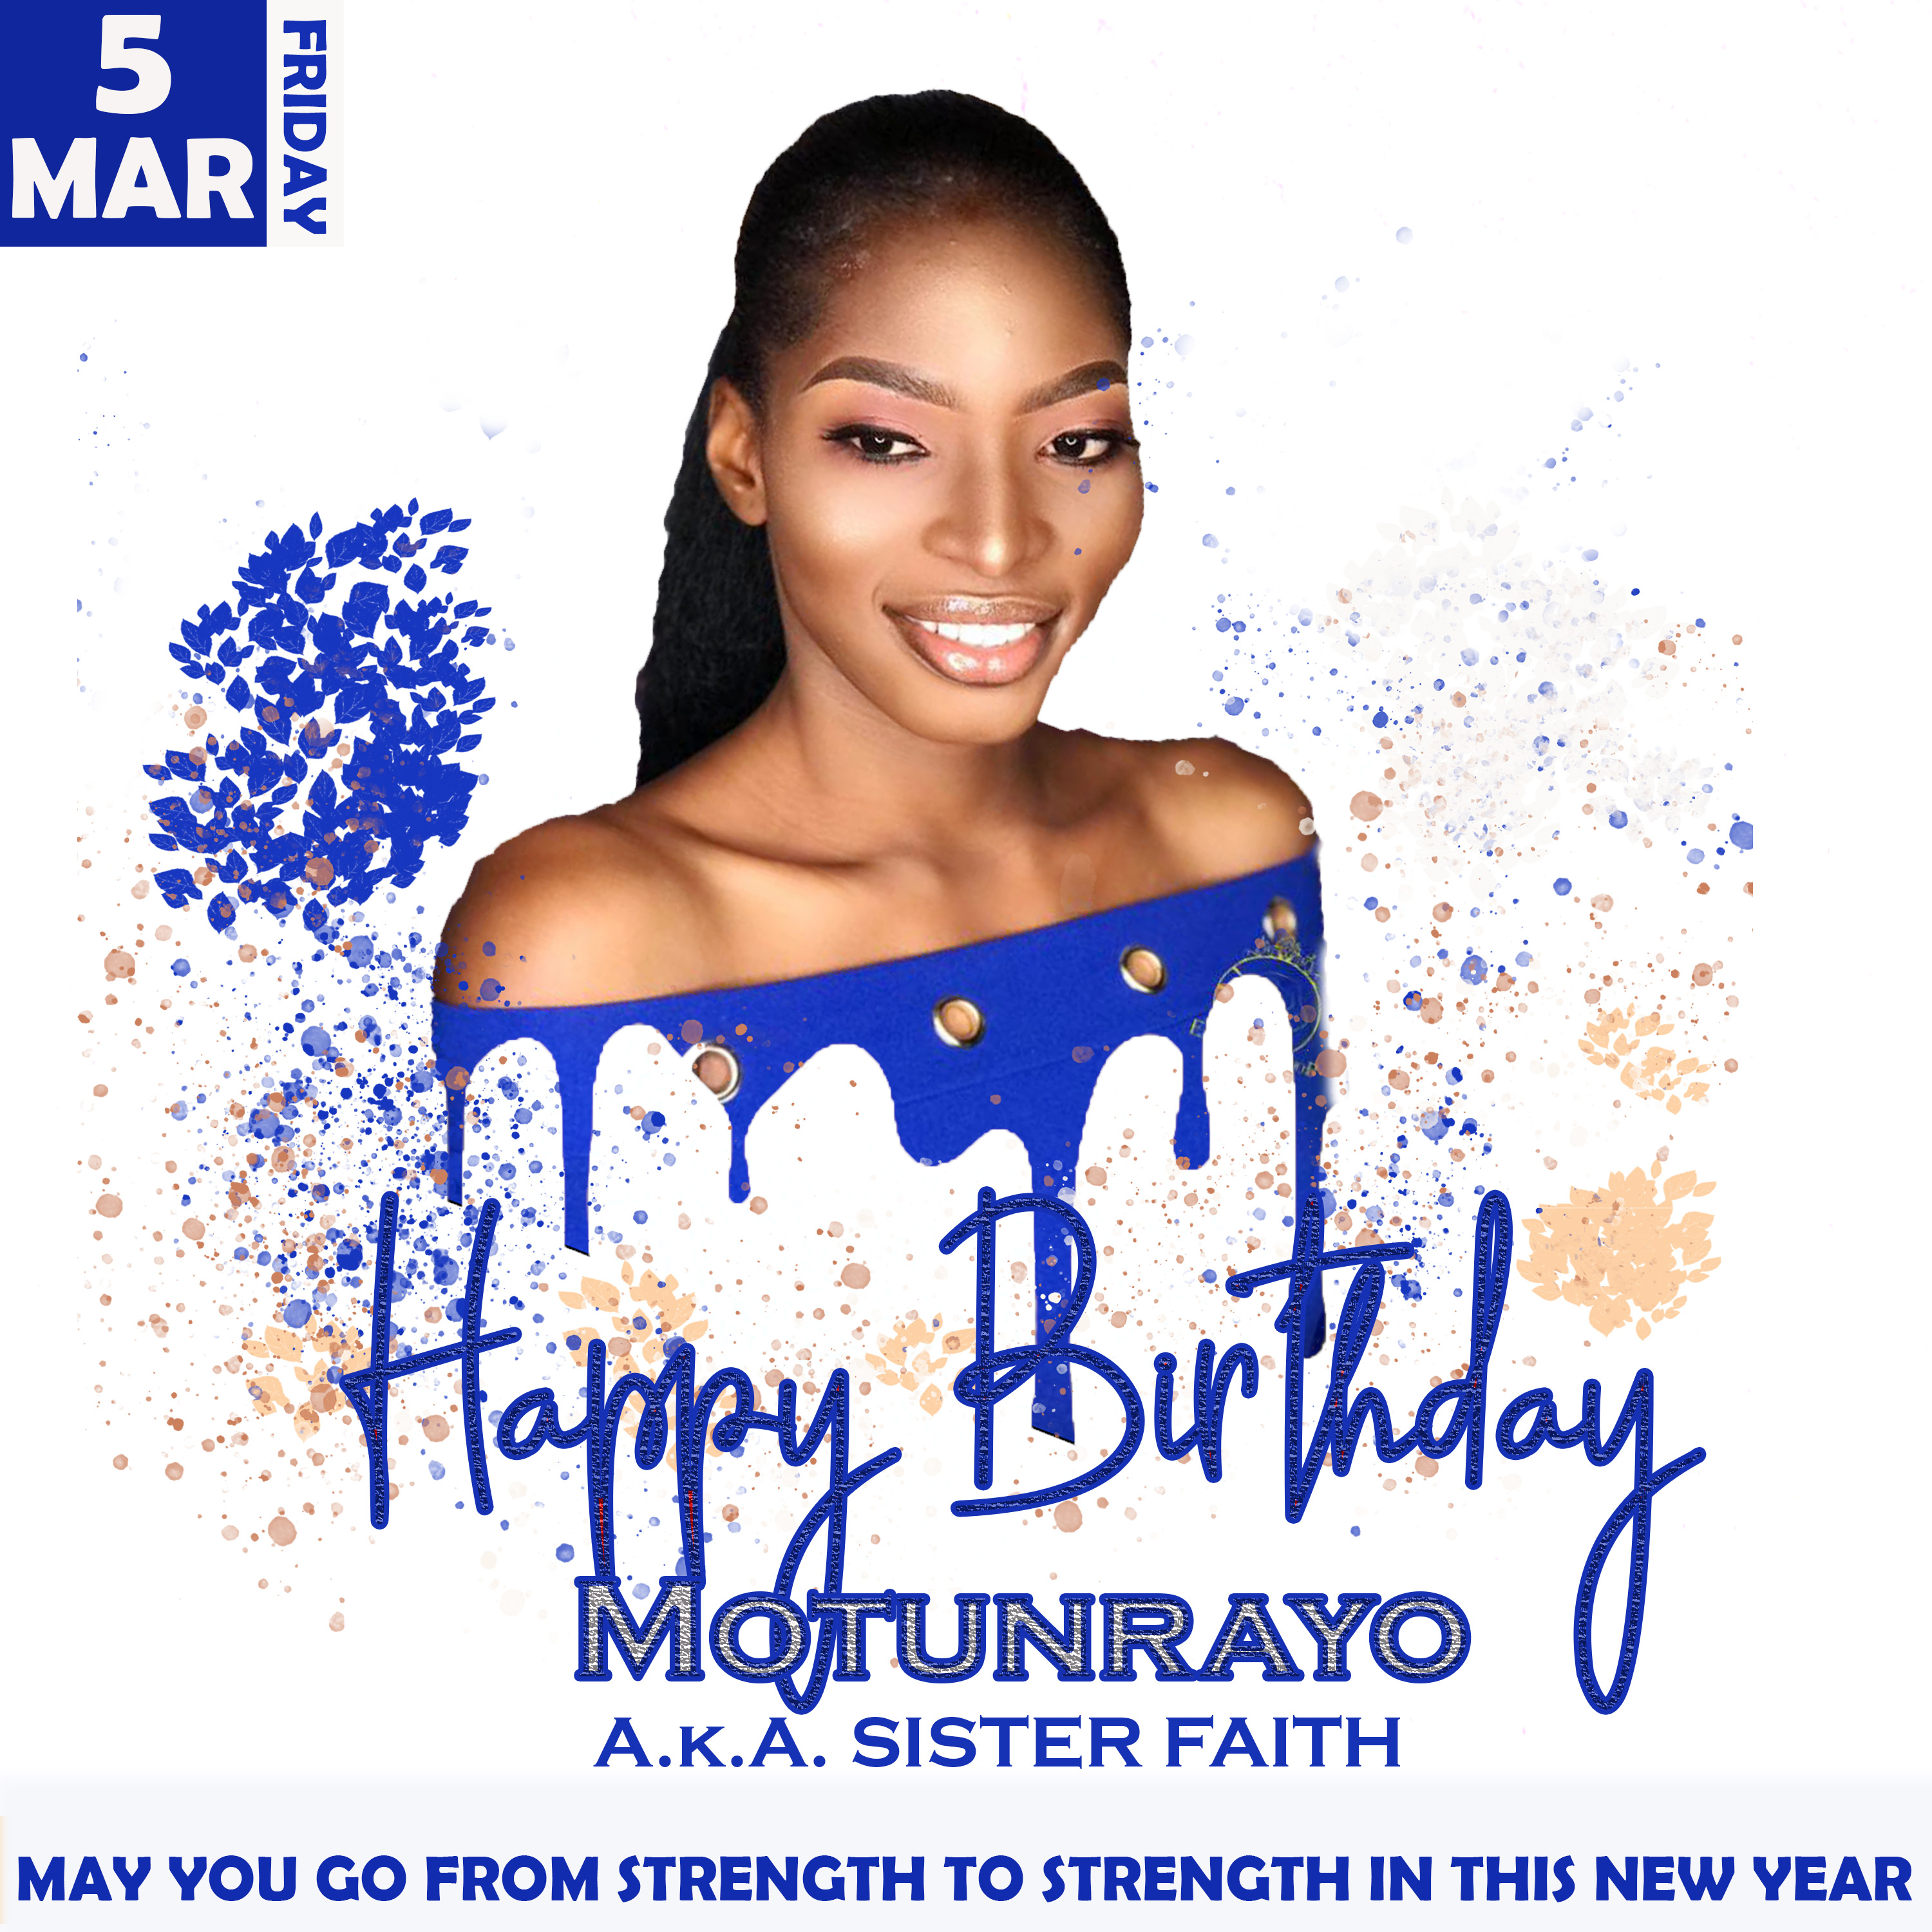 5
MAR
FRIDAY
Happy Birthday
MOTUNRAYO
A.K.A. SISTER FAITH
MAY YOU GO FROM STRENGTH TO STRENGTH IN THIS NEW YEAR